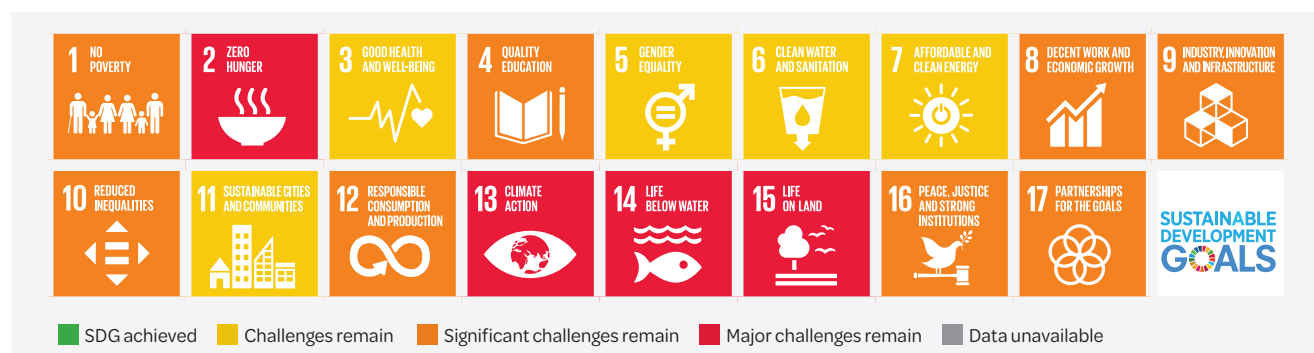 1 NO
POVERTY
2 ZERO
HUNGER
3 GOOD HEALTH
AND WELL-BEING
4 QUALITY
EDUCATION
5 GENDER
EQUALITY
6 CLEAN WATER
AND SANITATION
7 AFFORDABLE AND
CLEAN ENERGY
8 DECENT WORK AND
ECONOMIC GROWTH
9 INDUSTRY, INNOVATION
AND INFRASTRUCTURE
10 REDUCED
INEQUALITIES
11 SUSTAINABLE CITIES
AND COMMUNITIES
12 RESPONSIBLE
CONSUMPTION
AND PRODUCTION
13 CLIMATE
ACTION
14 LIFE
BELOW WATER
15 LIFE
ON LAND
16 PEACE, JUSTICE
AND STRONG
INSTITUTIONS
17 PARTNERSHIPS
FOR THE GOALS
SUSTAINABLE
DEVELOPMENT
GOALS
SDG achieved
Challenges remain
Significant challenges remain
Major challenges remain
Data unavailable